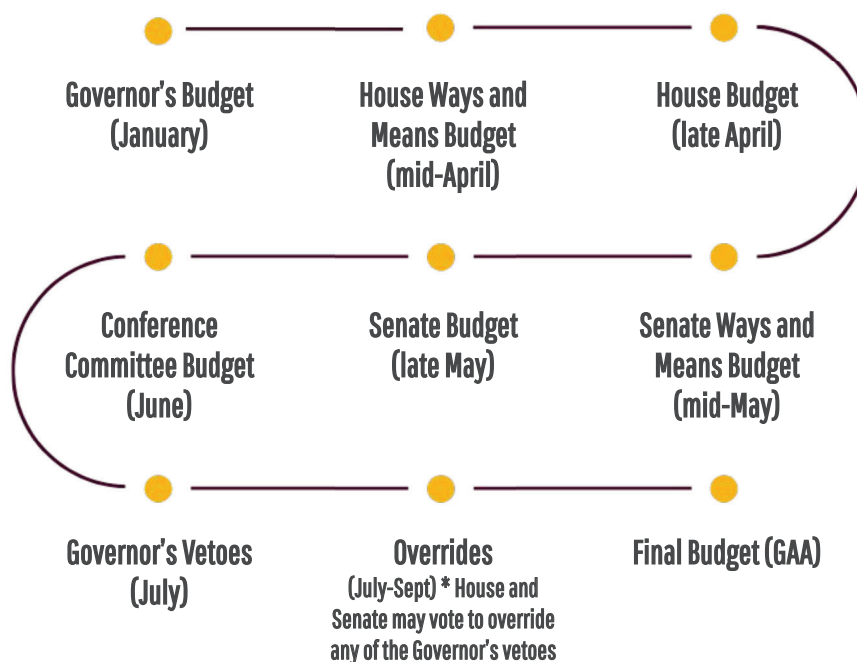 Governor's Budget
(January)
House Ways and
Means Budget
(mid-April)
House Budget
(late April)
Senate Ways and
Means Budget
(mid-May)
Senate Budget
(late May)
Conference
Committee Budget
(June)
Governor's Vetoes
(July)
Overrides
(July-Sept) * House and
Senate may vote to override
any of the Governor's vetoes
Final Budget (GAA)